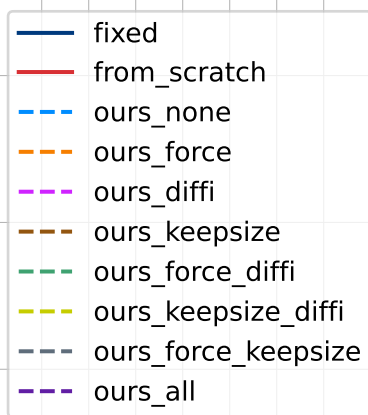 fixed
from_scratch
ours_none
ours_force
ours_diffi
ours_keepsize
ours_force_diffi
ours_keepsize_diffi
ours_force_keepsize
ours_all